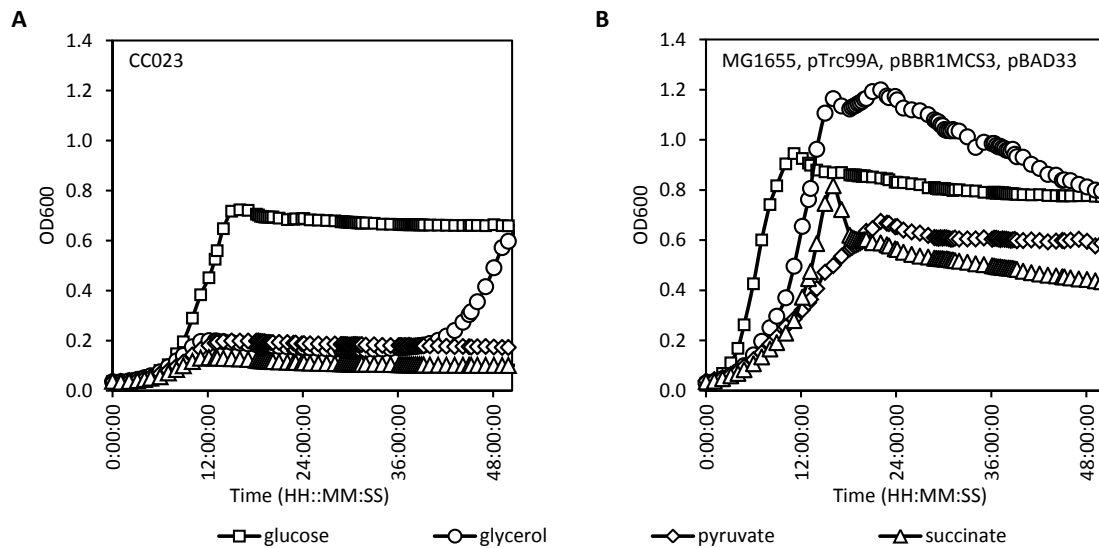 A
B
CC023
MG1655, pTrc99A, pBBR1MCS3, pBAD33
OD600
1.4
1.2
1.0
0.8
0.6
0.4
0.2
0.0
0:00:00
12:00:00
24:00:00
36:00:00
48:00:00
Time (HH::MM:SS)
OD600
1.4
1.2
1.0
0.8
0.6
0.4
0.2
0.0
0:00:00
12:00:00
24:00:00
36:00:00
48:00:00
Time (HH:MM:SS)
glucose
glycerol
pyruvate
succinate